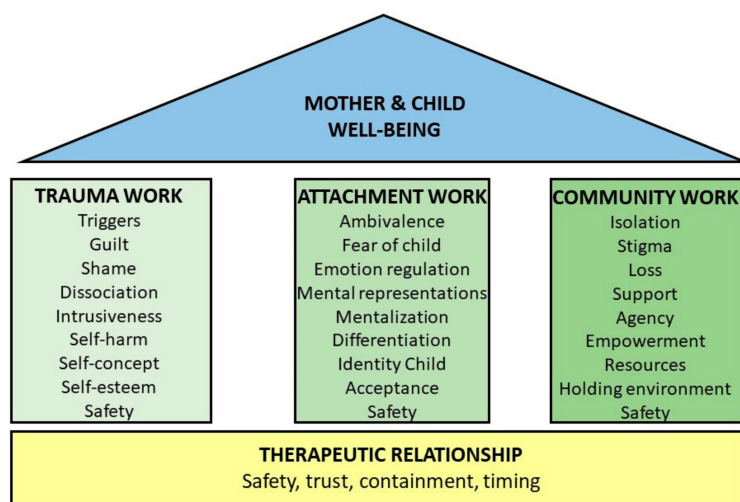 MOTHER & CHILD
WELL-BEING
TRAUMA WORK
Triggers
Guilt
Shame
Dissociation
Intrusiveness
Self-harm
Self-concept
Self-esteem
Safety
ATTACHMENT WORK
Ambivalence
Fear of child
Emotion regulation
Mental representations
Mentalization
Differentiation
Identity Child
Acceptance
Safety
COMMUNITY WORK
Isolation
Stigma
Loss
Support
Agency
Empowerment
Resources
Holding environment
Safety
THERAPEUTIC RELATIONSHIP
Safety, trust, containment, timing